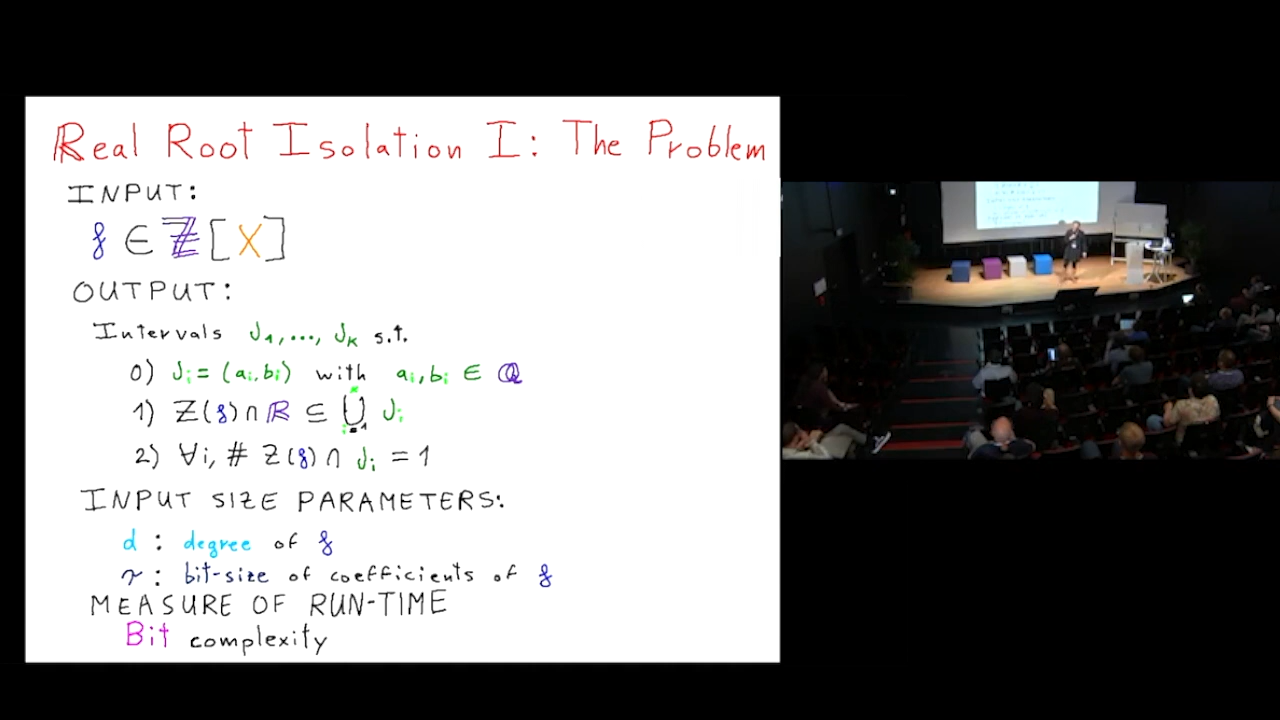 Real Root Isolation I: The Problem
INPUT:
f ∈ ℤ[X]
OUTPUT:
Intervals J₁,...,Jₖ s.t.
0) Jᵢ = (aᵢ,bᵢ) with aᵢ,bᵢ ∈ ℚ
1) Z(f) ∩ ℝ ⊆ ⋃ᵢ₌₁ᵏ Jᵢ
2) ∀i, # Z(f) ∩ Jᵢ = 1
INPUT SIZE PARAMETERS:
d : degree of f
τ : bit-size of coefficients of f
MEASURE OF RUN-TIME
Bit complexity